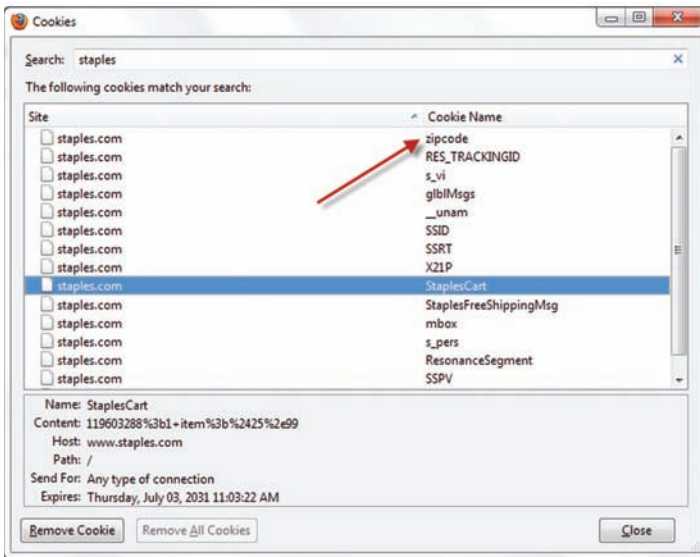 Cookies
Search: staples
The following cookies match your search:
Site Cookie Name
staples.com zipcode
staples.com RES_TRACKINGID
staples.com s_vi
staples.com glblMsgs
staples.com __unam
staples.com SSID
staples.com SSRT
staples.com X21P
staples.com StaplesCart
staples.com StaplesFreeShippingMsg
staples.com mbox
staples.com s_pers
staples.com ResonanceSegment
staples.com SSPV
Name: StaplesCart
Content: 119603288%3b1+item%3b%2425%2e99
Host: www.staples.com
Path: /
Send For: Any type of connection
Expires: Thursday, July 03, 2031 11:03:22 AM
Remove Cookie Remove All Cookies Close